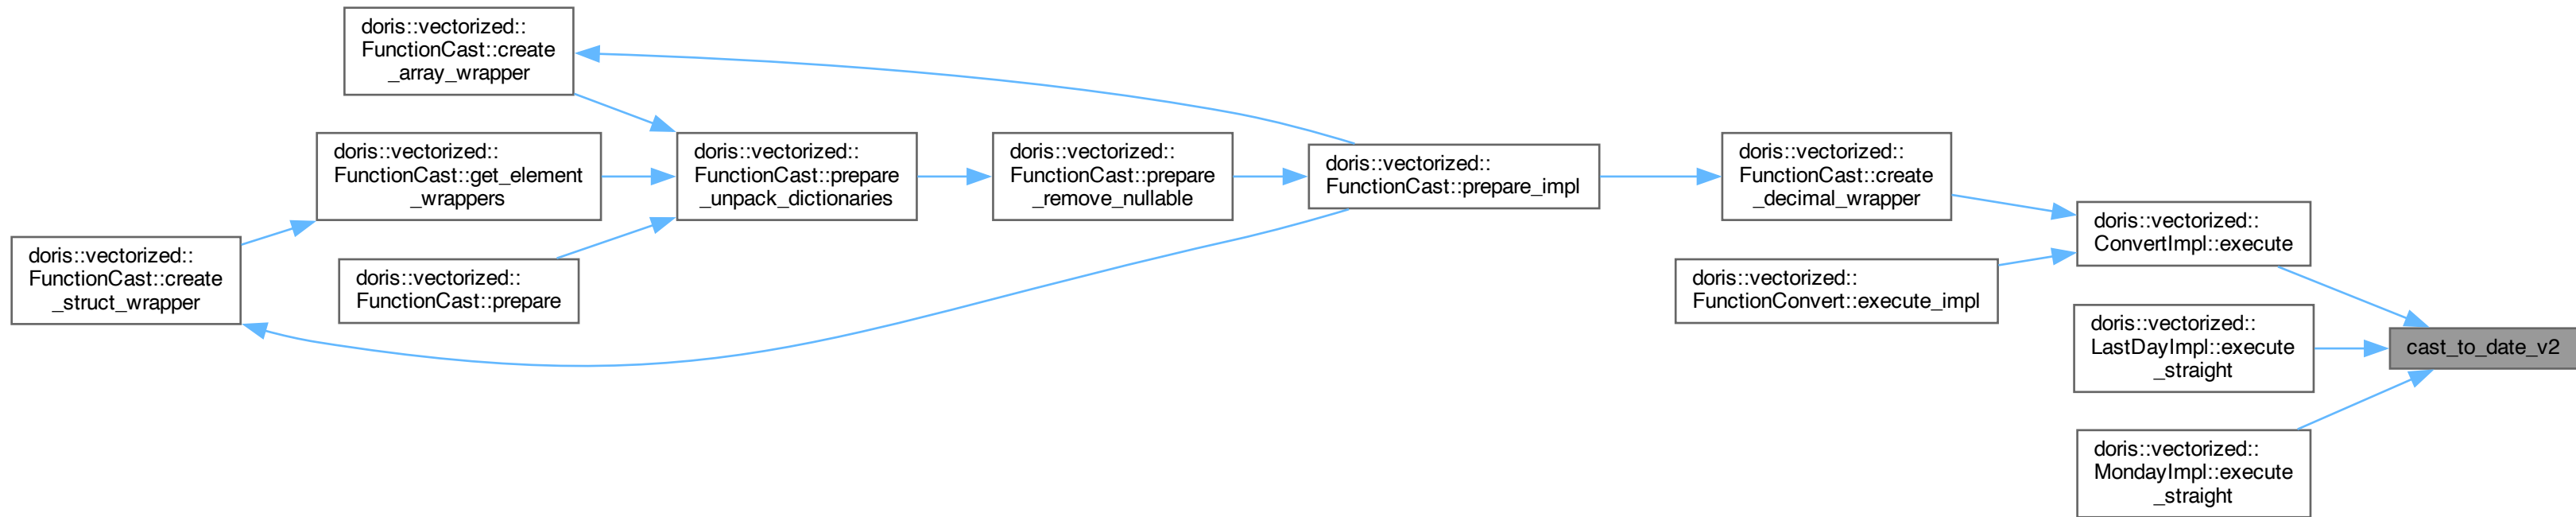 doris::vectorized::
FunctionCast::create
_array_wrapper
doris::vectorized::
FunctionCast::get_element
_wrappers
doris::vectorized::
FunctionCast::create
_struct_wrapper
doris::vectorized::
FunctionCast::prepare
doris::vectorized::
FunctionCast::prepare
_unpack_dictionaries
doris::vectorized::
FunctionCast::prepare
_remove_nullable
doris::vectorized::
FunctionCast::prepare_impl
doris::vectorized::
FunctionCast::create
_decimal_wrapper
doris::vectorized::
FunctionConvert::execute_impl
doris::vectorized::
ConvertImpl::execute
doris::vectorized::
LastDayImpl::execute
_straight
doris::vectorized::
MondayImpl::execute
_straight
cast_to_date_v2